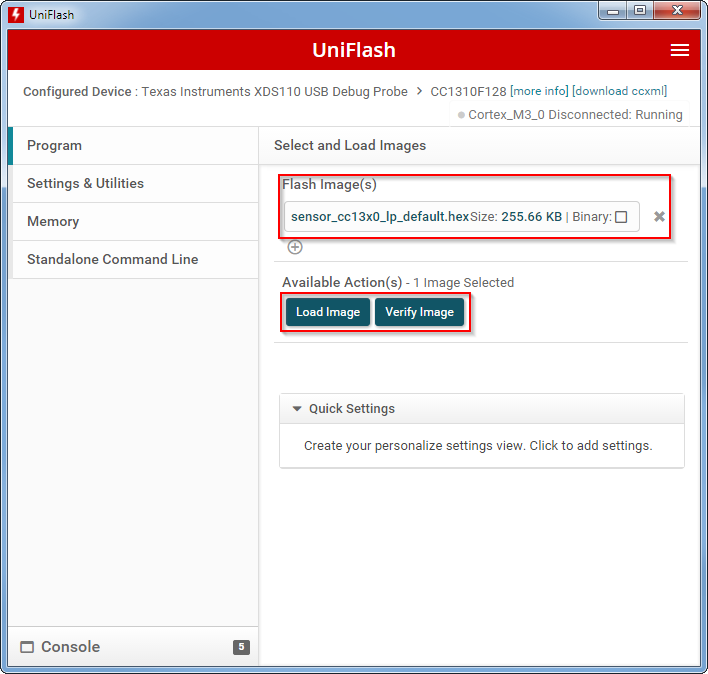 UniFlash
UniFlash
Configured Device : Texas Instruments XDS110 USB Debug Probe > CC1310F128 [more info] [download ccxml]
Cortex_M3_0 Disconnected: Running
Program
Select and Load Images
Settings & Utilities
Memory
Standalone Command Line
Flash Image(s)
sensor_cc13x0_lp_default.hexSize: 255.66 KB | Binary:
Available Action(s) - 1 Image Selected
Load Image
Verify Image
Quick Settings
Create your personalize settings view. Click to add settings.
Console
5